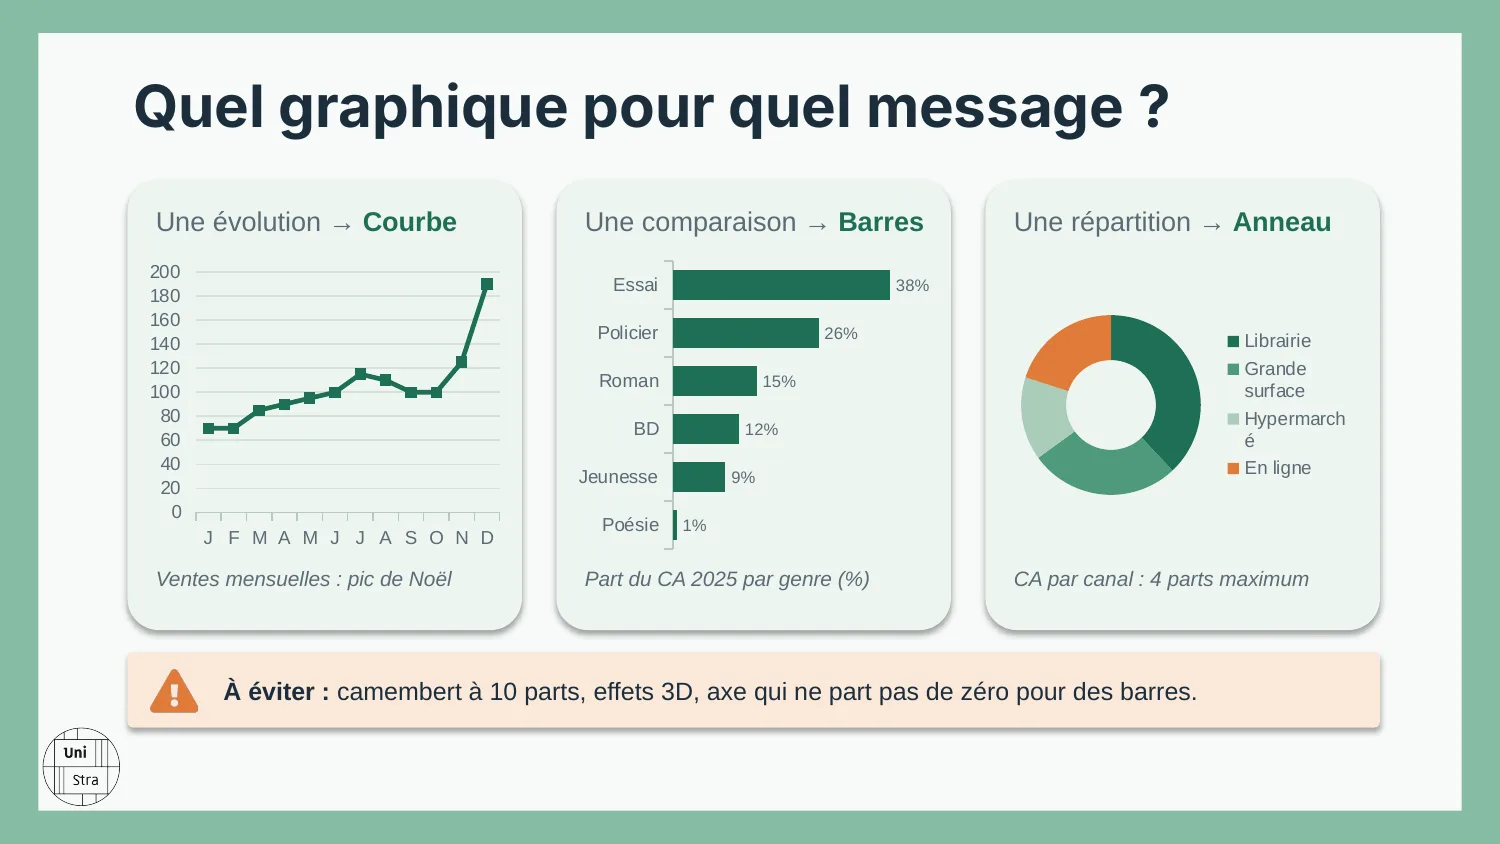 Quel graphique pour quel message ?
Une évolution → Courbe
200
180
160
140
120
100
80
60
40
20
0
J F M A M J J A S O N D
Ventes mensuelles : pic de Noël
Une comparaison → Barres
Essai 38%
Policier 26%
Roman 15%
BD 12%
Jeunesse 9%
Poésie 1%
Part du CA 2025 par genre (%)
Une répartition → Anneau
Librairie
Grande
surface
Hypermarch
é
En ligne
CA par canal : 4 parts maximum
À éviter : camembert à 10 parts, effets 3D, axe qui ne part pas de zéro pour des barres.
Uni
Stra